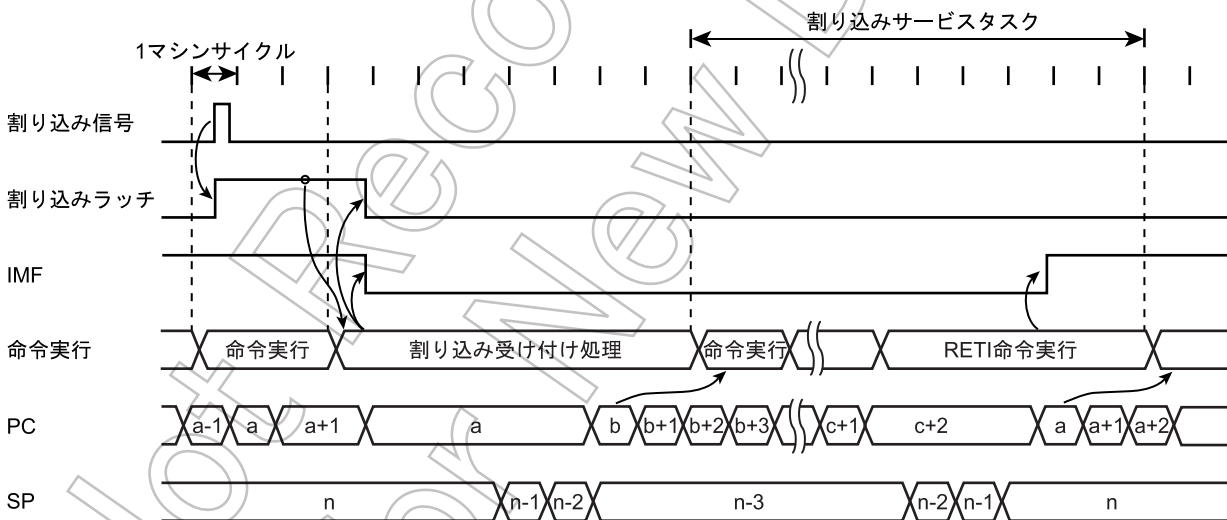 割り込みサービスタスク
1マシンサイクル
割り込み信号
割り込みラッチ
IMF
命令実行 命令実行 割り込み受け付け処理 命令実行 RETI命令実行
PC a-1 a a+1 a b b+1 b+2 b+3 c+1 c+2 a a+1 a+2
SP n n-1 n-2 n-3 n-2 n-1 n
Not Reco
for New D